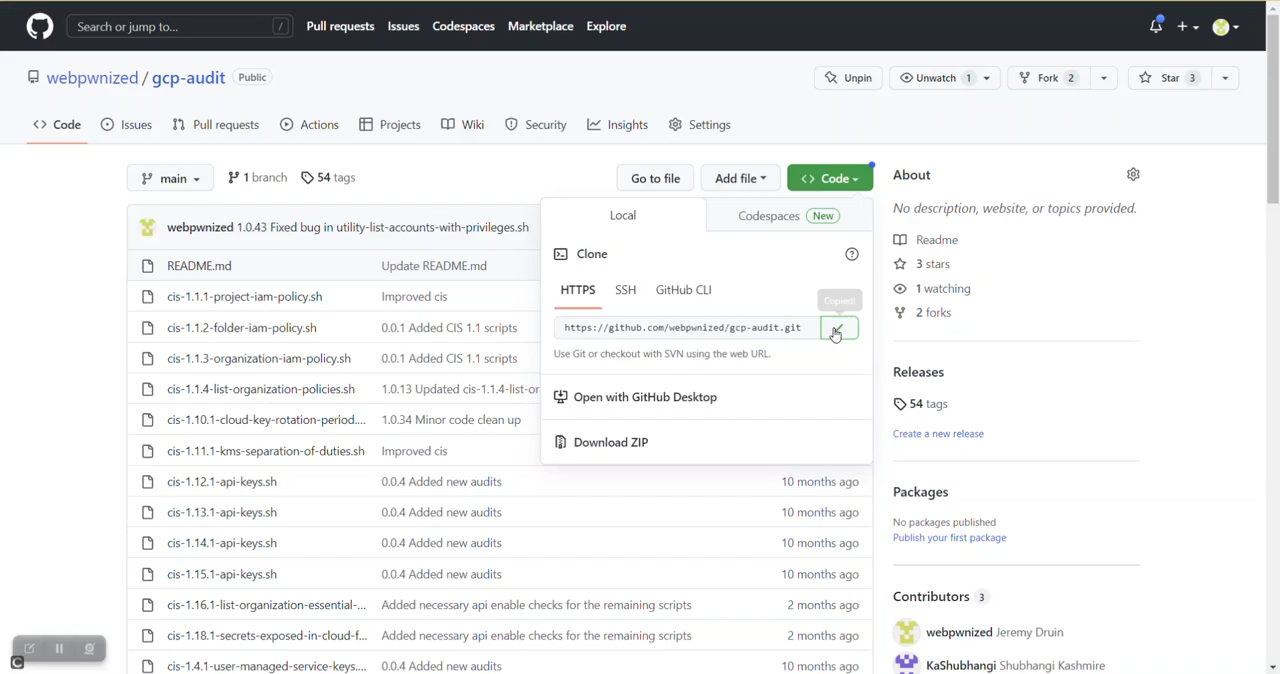 Search or jump to... /
Pull requests Issues Codespaces Marketplace Explore
webpwnized / gcp-audit Public
Unpin Unwatch 1 Fork 2 Star 3
Code Issues Pull requests Actions Projects Wiki Security Insights Settings
main 1 branch 54 tags Go to file Add file Code
Local Codespaces New
Clone
HTTPS SSH GitHub CLI
Copied!
https://github.com/webpwnized/gcp-audit.git
Use Git or checkout with SVN using the web URL.
Open with GitHub Desktop
Download ZIP
webpwnized 1.0.43 Fixed bug in utility-list-accounts-with-privileges.sh
README.md Update README.md
cis-1.1.1-project-iam-policy.sh Improved cis
cis-1.1.2-folder-iam-policy.sh 0.0.1 Added CIS 1.1 scripts
cis-1.1.3-organization-iam-policy.sh 0.0.1 Added CIS 1.1 scripts
cis-1.1.4-list-organization-policies.sh 1.0.13 Updated cis-1.1.4-list-or
cis-1.10.1-cloud-key-rotation-period.... 1.0.34 Minor code clean up
cis-1.11.1-kms-separation-of-duties.sh Improved cis
cis-1.12.1-api-keys.sh 0.0.4 Added new audits 10 months ago
cis-1.13.1-api-keys.sh 0.0.4 Added new audits 10 months ago
cis-1.14.1-api-keys.sh 0.0.4 Added new audits 10 months ago
cis-1.15.1-api-keys.sh 0.0.4 Added new audits 10 months ago
cis-1.16.1-list-organization-essential-... Added necessary api enable checks for the remaining scripts 2 months ago
cis-1.18.1-secrets-exposed-in-cloud-f... Added necessary api enable checks for the remaining scripts 2 months ago
cis-1.4.1-user-managed-service-keys.... 0.0.4 Added new audits 10 months ago
About
No description, website, or topics provided.
Readme
3 stars
1 watching
2 forks
Releases
54 tags
Create a new release
Packages
No packages published
Publish your first package
Contributors 3
webpwnized Jeremy Druin
KaShubhangi Shubhangi Kashmire